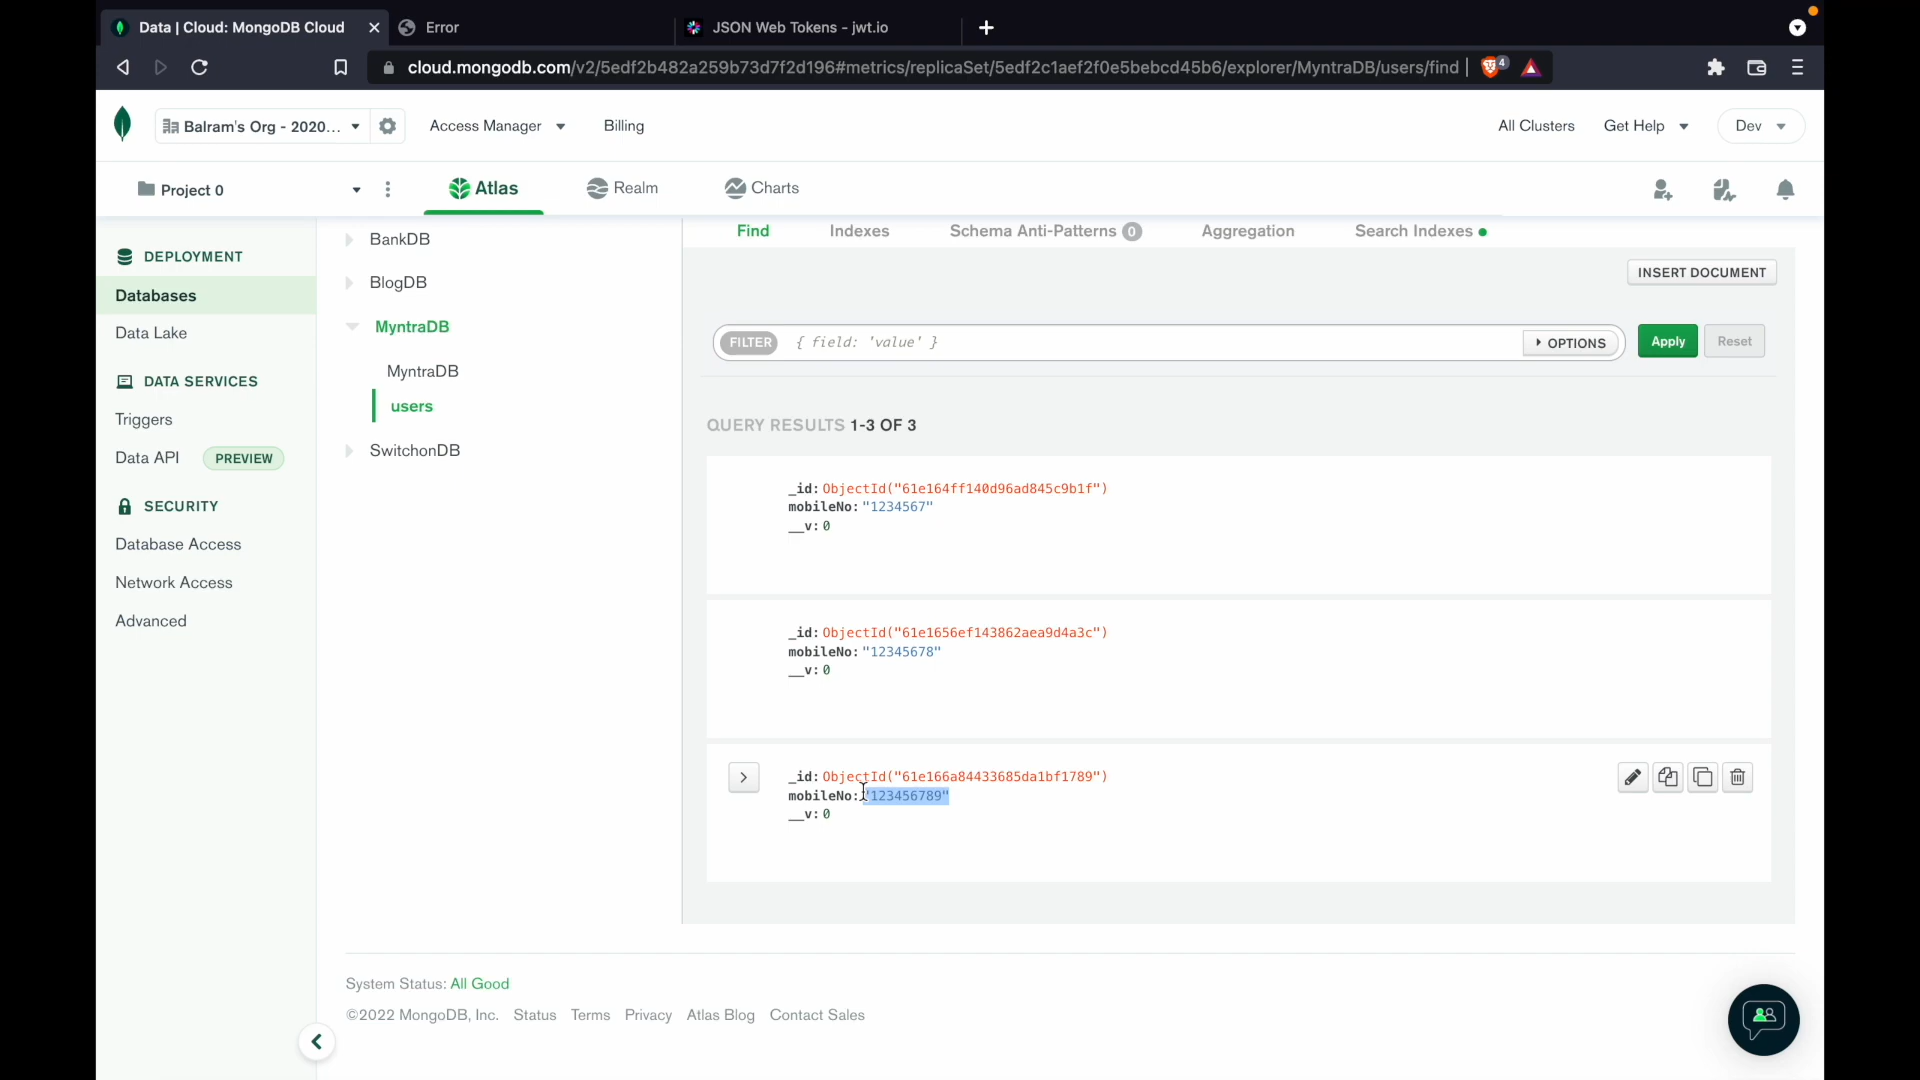 Data | Cloud: MongoDB Cloud
Error
JSON Web Tokens - jwt.io
cloud.mongodb.com/v2/5edf2b482a259b73d7f2d196#metrics/replicaSet/5edf2c1aef2f0e5bebcd45b6/explorer/MyntraDB/users/find
4
Balram's Org - 2020...
Access Manager
Billing
All Clusters
Get Help
Dev
Project 0
Atlas
Realm
Charts
DEPLOYMENT
Databases
Data Lake
DATA SERVICES
Triggers
Data API PREVIEW
SECURITY
Database Access
Network Access
Advanced
BankDB
BlogDB
MyntraDB
MyntraDB
users
SwitchonDB
Find
Indexes
Schema Anti-Patterns 0
Aggregation
Search Indexes
INSERT DOCUMENT
FILTER { field: 'value' }
OPTIONS
Apply
Reset
QUERY RESULTS 1-3 OF 3
_id: ObjectId("61e164ff140d96ad845c9b1f")
mobileNo: "1234567"
__v: 0
_id: ObjectId("61e1656ef143862aea9d4a3c")
mobileNo: "12345678"
__v: 0
_id: ObjectId("61e166a84433685da1bf1789")
mobileNo: "123456789"
__v: 0
System Status: All Good
©2022 MongoDB, Inc. Status Terms Privacy Atlas Blog Contact Sales